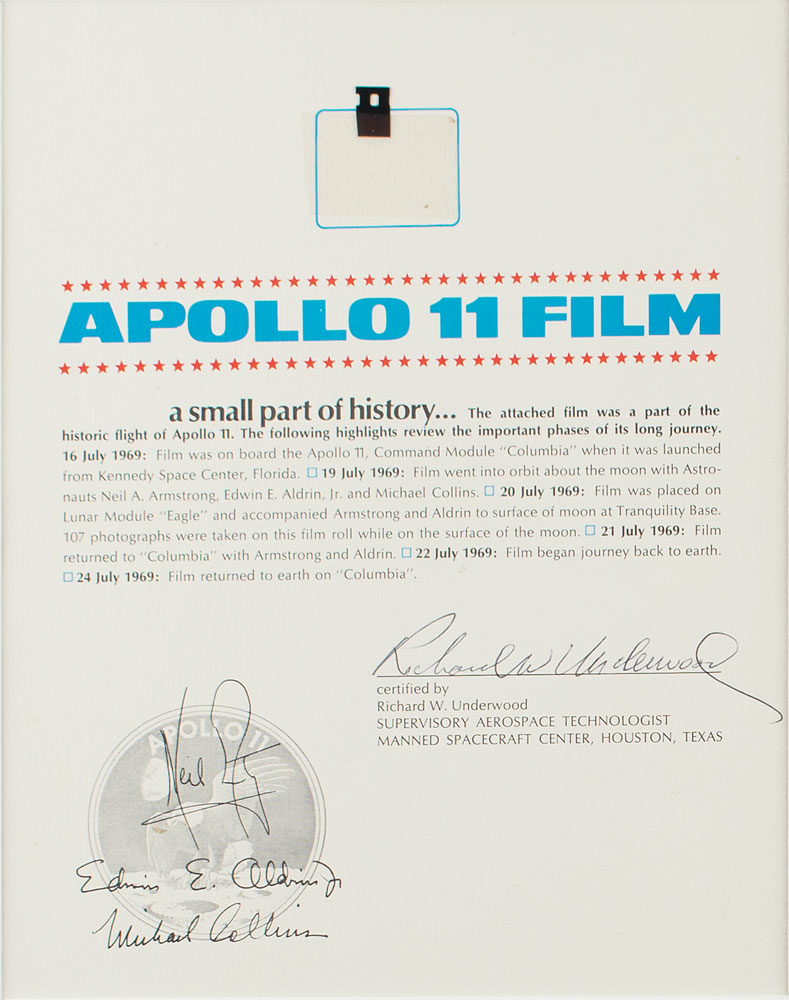 APOLLO 11 FILM
a small part of history... The attached film was a part of the
historic flight of Apollo 11. The following highlights review the important phases of its long journey.
16 July 1969: Film was on board the Apollo 11, Command Module "Columbia" when it was launched
from Kennedy Space Center, Florida. ☐ 19 July 1969: Film went into orbit about the moon with Astro-
nauts Neil A. Armstrong, Edwin E. Aldrin, Jr. and Michael Collins. ☐ 20 July 1969: Film was placed on
Lunar Module "Eagle" and accompanied Armstrong and Aldrin to surface of moon at Tranquility Base.
107 photographs were taken on this film roll while on the surface of the moon. ☐ 21 July 1969: Film
returned to "Columbia" with Armstrong and Aldrin. ☐ 22 July 1969: Film began journey back to earth.
☐ 24 July 1969: Film returned to earth on "Columbia".
Richard W Underwood
certified by
Richard W. Underwood
SUPERVISORY AEROSPACE TECHNOLOGIST
MANNED SPACECRAFT CENTER, HOUSTON, TEXAS
APOLLO 11
Neil
Edwin E. Aldrin Jr
Michael Collins